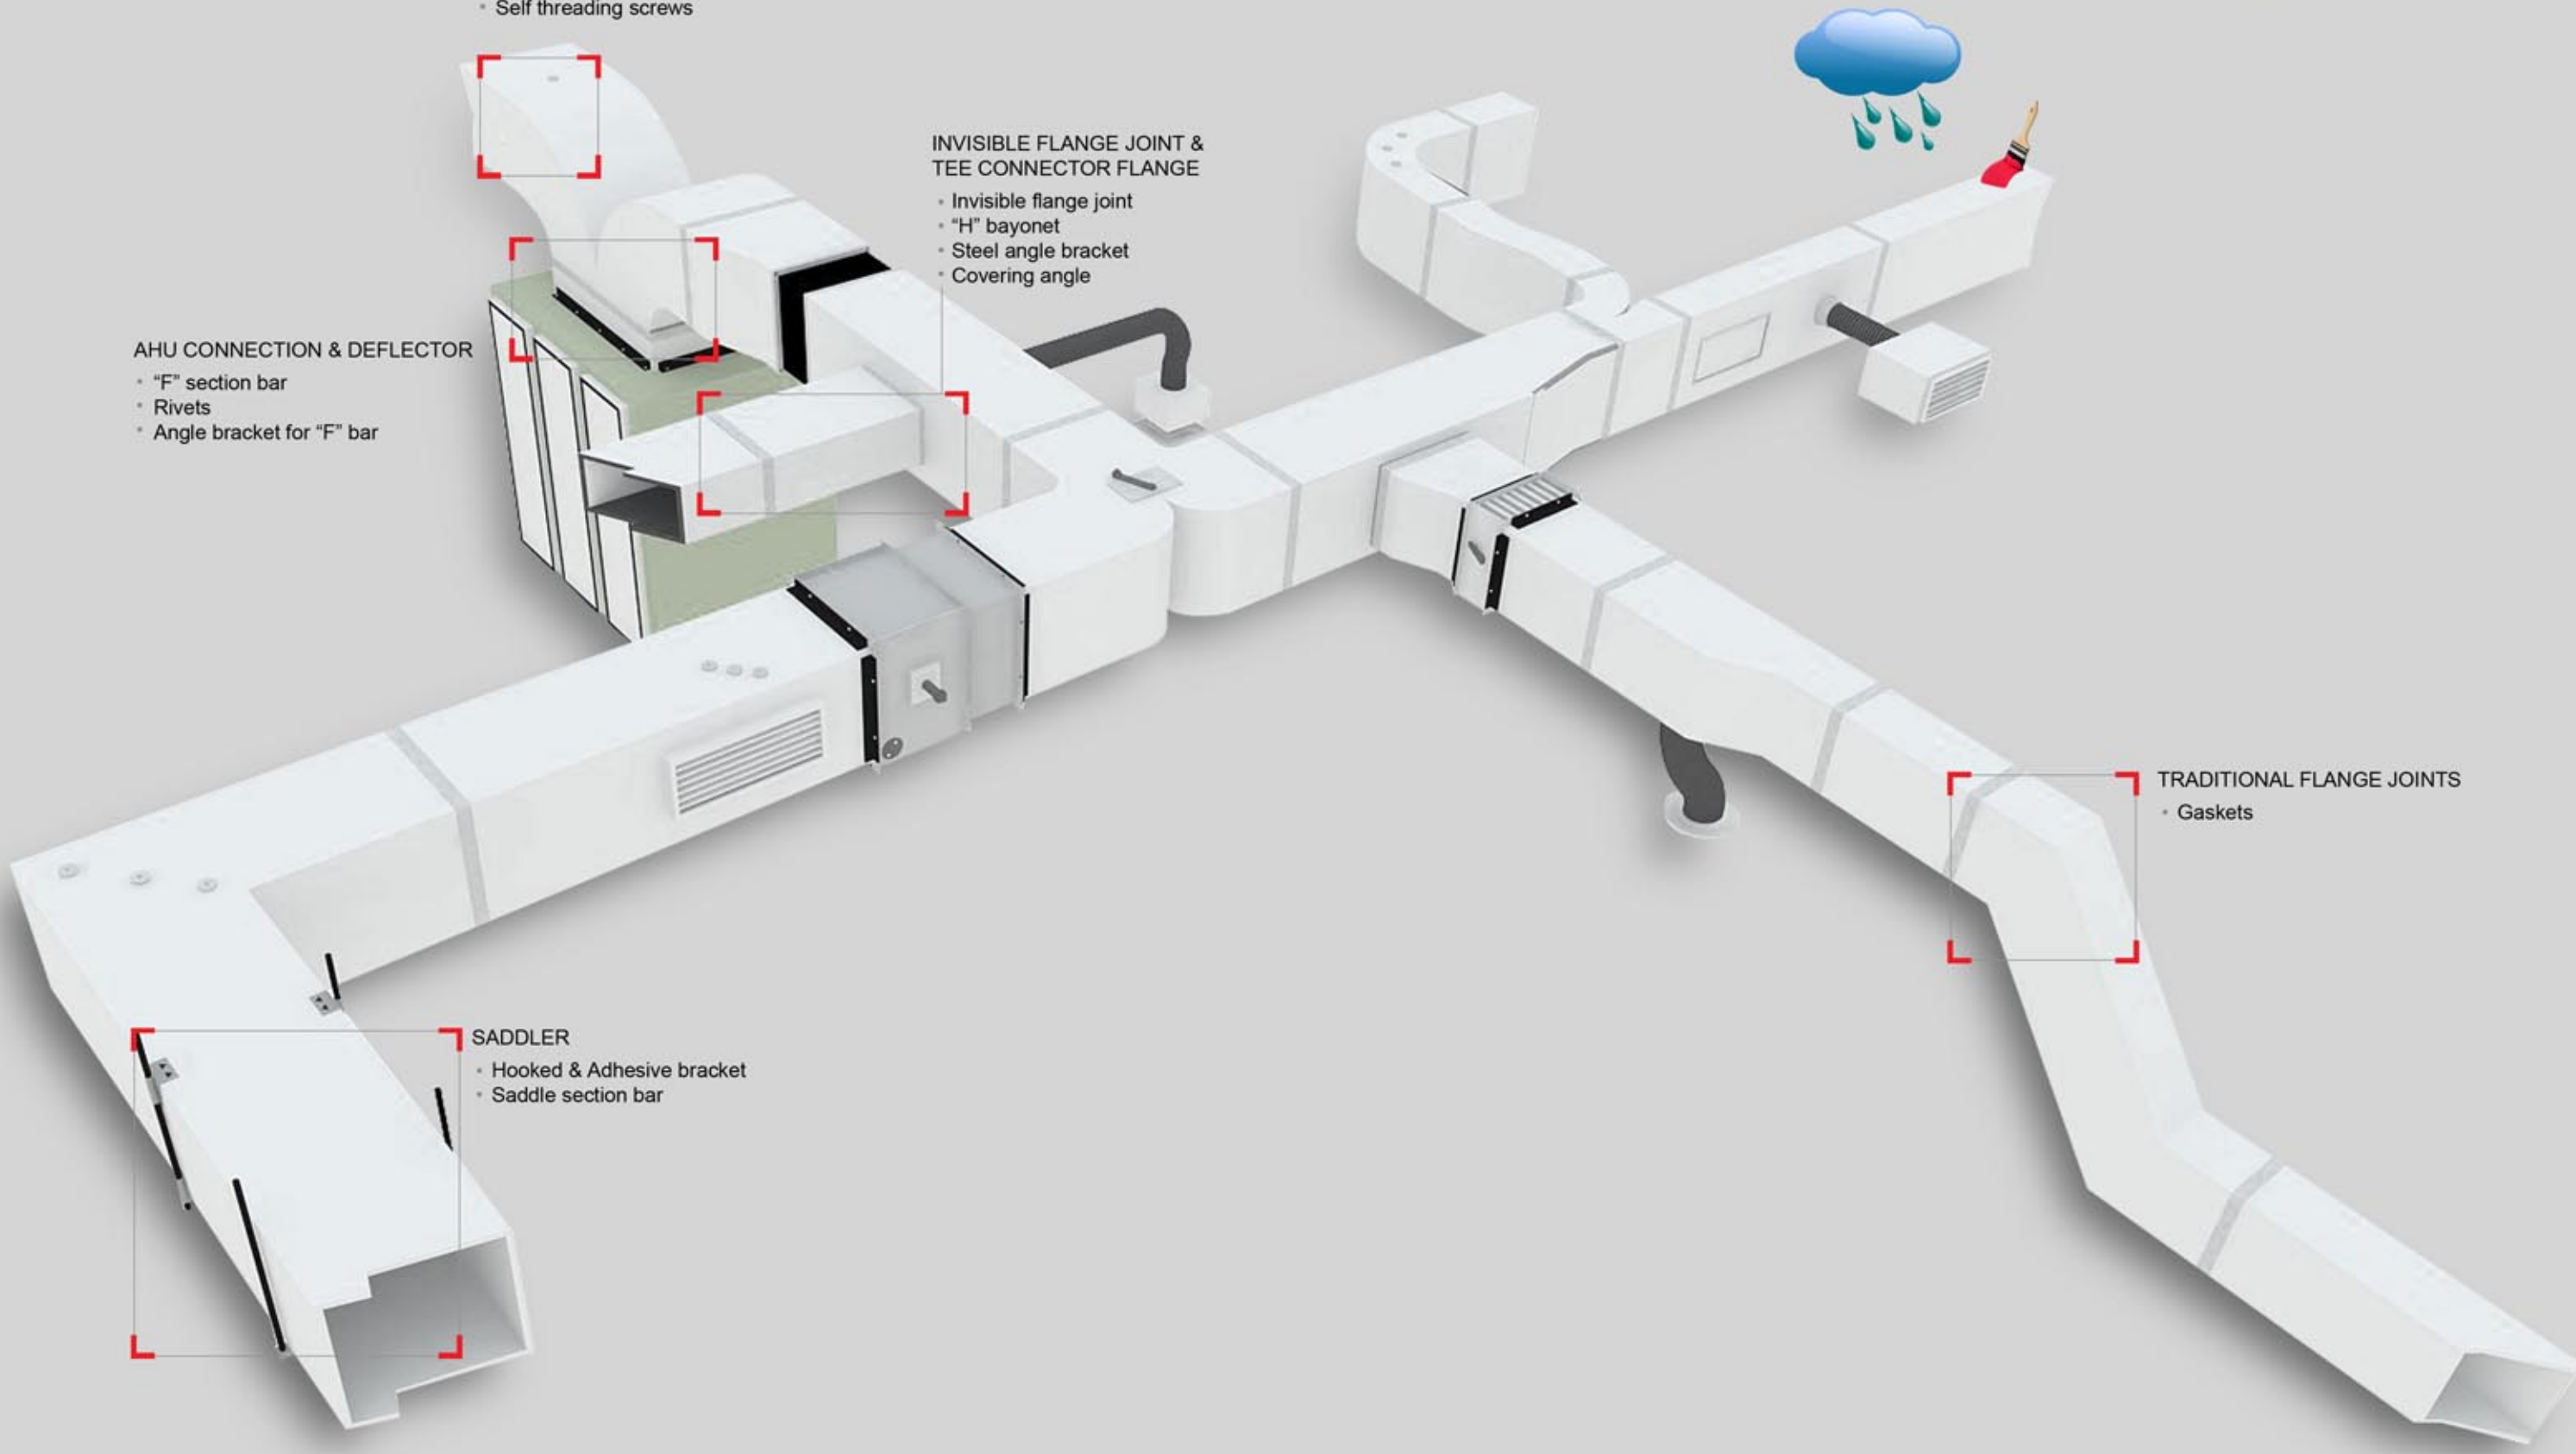 • Self threading screws
INVISIBLE FLANGE JOINT &
TEE CONNECTOR FLANGE
• Invisible flange joint
• “H” bayonet
• Steel angle bracket
• Covering angle
AHU CONNECTION & DEFLECTOR
• “F” section bar
• Rivets
• Angle bracket for “F” bar
TRADITIONAL FLANGE JOINTS
• Gaskets
SADDLER
• Hooked & Adhesive bracket
• Saddle section bar